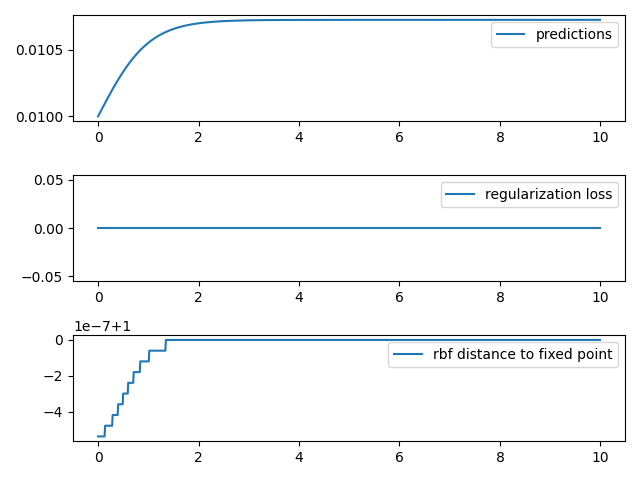 predictions
0.0105
0.0100
0 2 4 6 8 10
0.05
regularization loss
0.00
−0.05
0 2 4 6 8 10
1e−7+1
0
rbf distance to fixed point
−2
−4
0 2 4 6 8 10